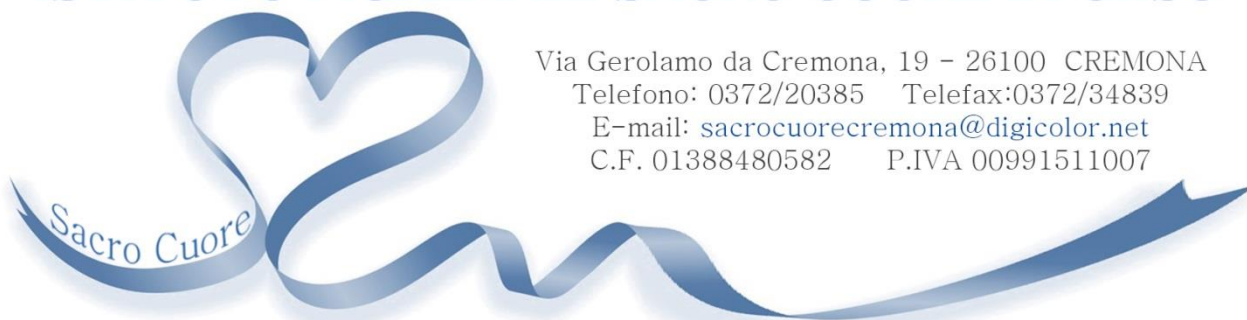 Via Gerolamo da Cremona, 19 - 26100 CREMONA
Telefono: 0372/20385 Telefax:0372/34839
E-mail: sacrocuorecremona@digicolor.net
C.F. 01388480582 P.IVA 00991511007
Sacro Cuore